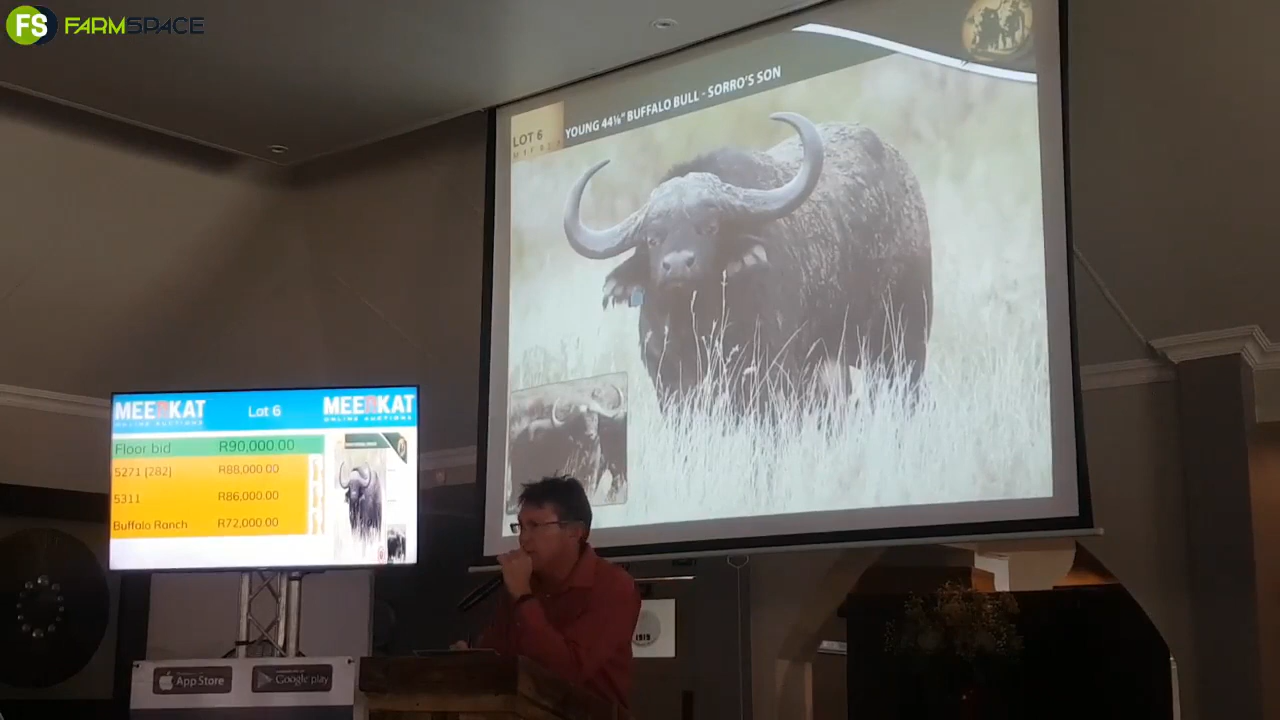 FS FARMSPACE
LOT 6
YOUNG 44⅛" BUFFALO BULL - SORRO'S SON
MEERKAT
ONLINE AUCTIONS
Lot 6
MEERKAT
ONLINE AUCTIONS
Floor bid R90,000.00
5271 [282] R88,000.00
5311 R86,000.00
Buffalo Ranch R72,000.00
App Store
Google play